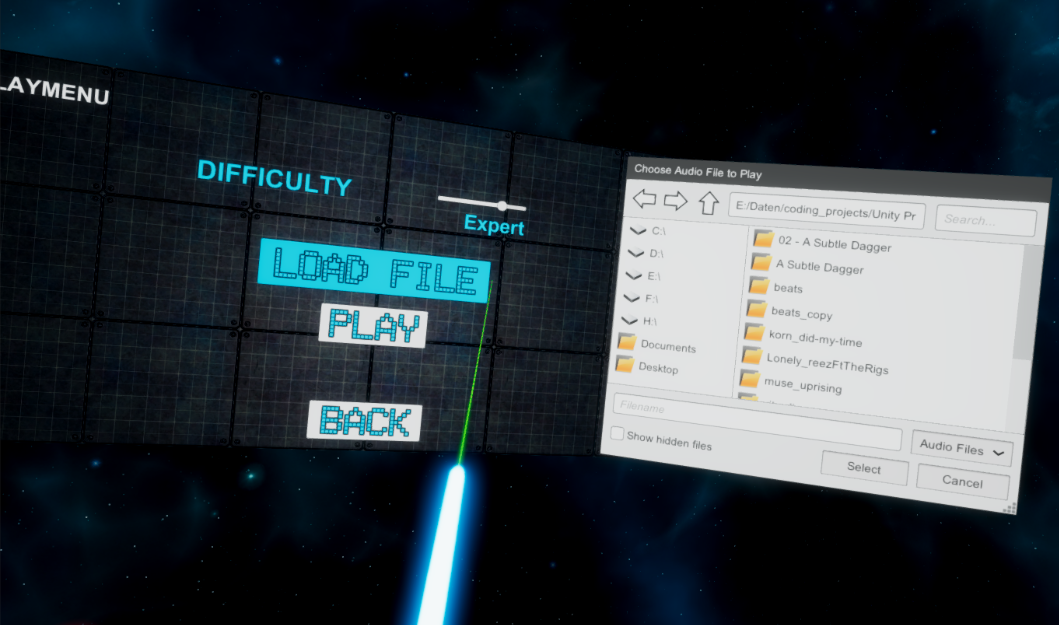 LAYMENU
DIFFICULTY
Expert
LOAD FILE
PLAY
BACK
Choose Audio File to Play
E:/Daten/coding_projects/Unity Pr
Search...
C:\
D:\
E:\
F:\
H:\
Documents
Desktop
02 - A Subtle Dagger
A Subtle Dagger
beats
beats_copy
korn_did-my-time
Lonely_reezFtTheRigs
muse_uprising
Filename
Audio Files
Show hidden files
Select
Cancel